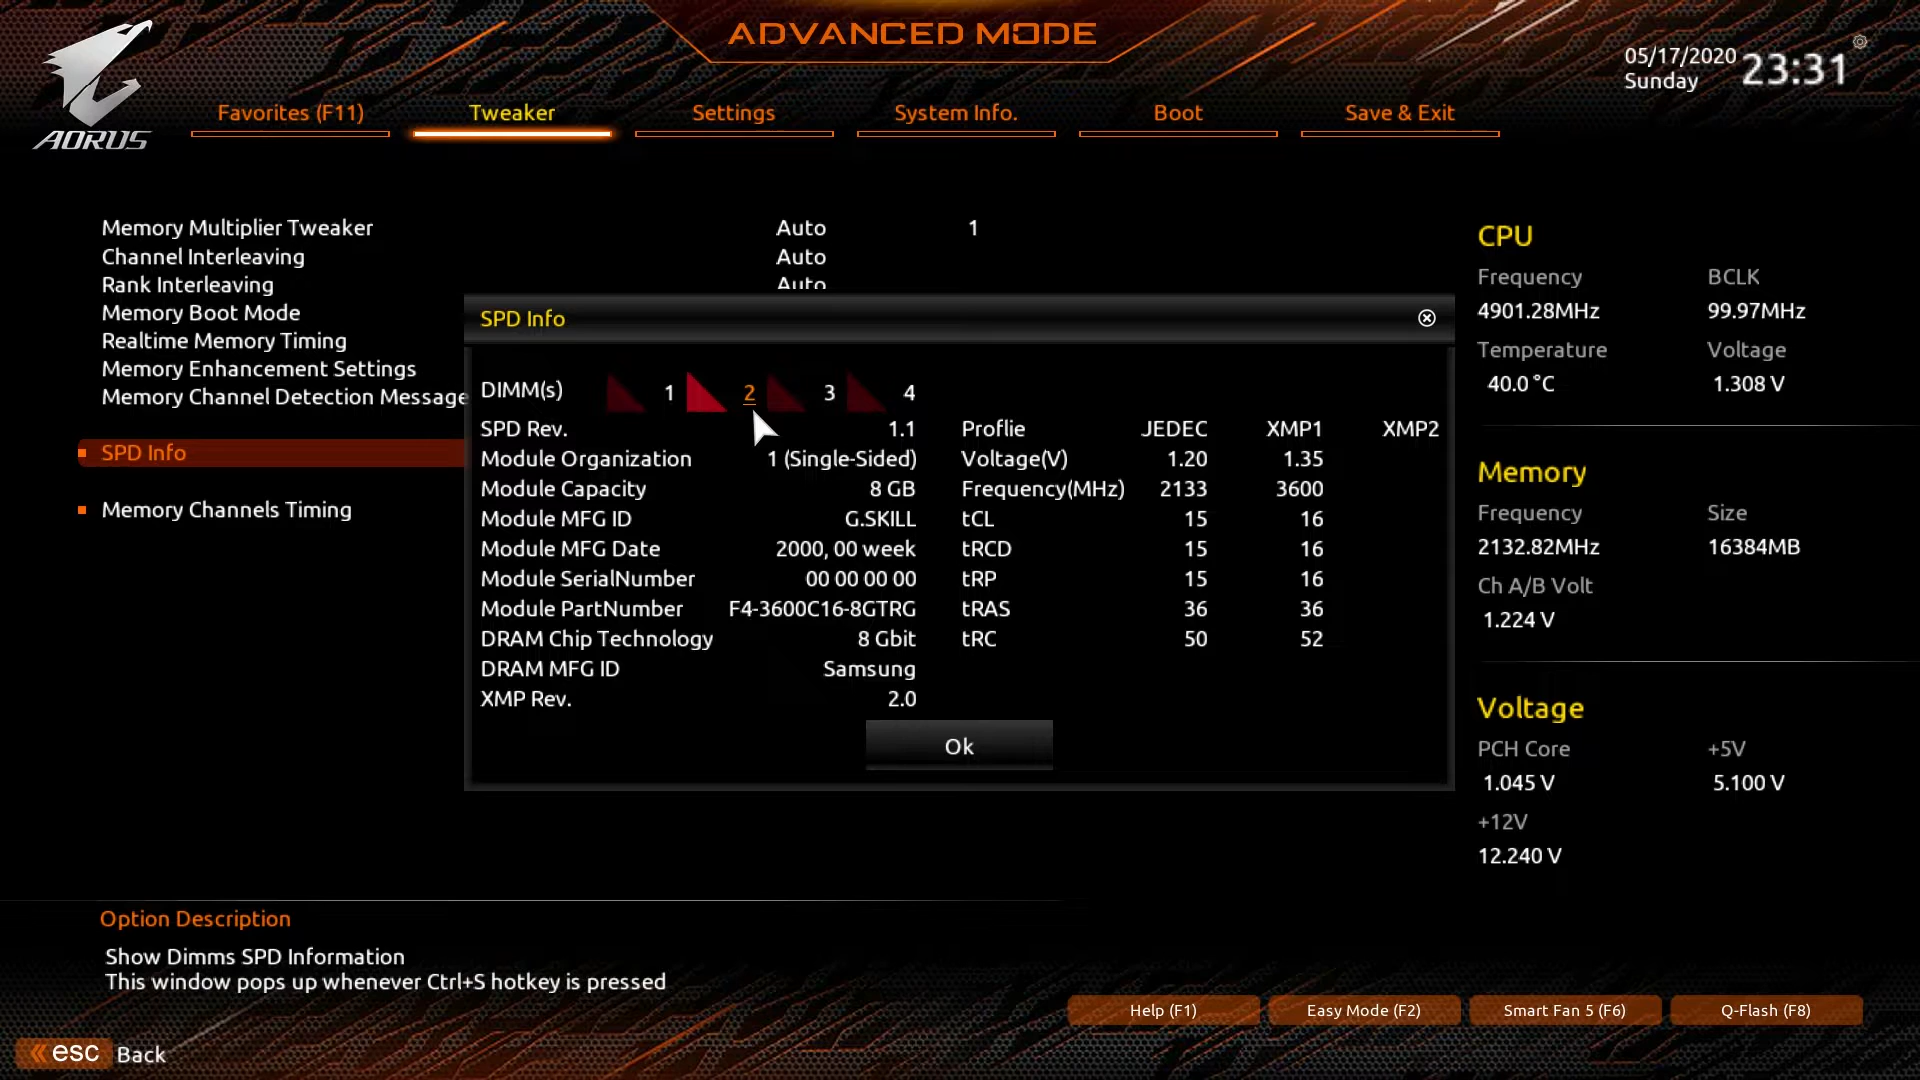 ADVANCED MODE
05/17/2020
Sunday
23:31
AORUS
Favorites (F11) Tweaker Settings System Info. Boot Save & Exit
Memory Multiplier Tweaker Auto 1
Channel Interleaving Auto
Rank Interleaving Auto
Memory Boot Mode
Realtime Memory Timing
Memory Enhancement Settings
Memory Channel Detection Message
SPD Info
Memory Channels Timing
SPD Info
DIMM(s) 1 2 3 4
SPD Rev. 1.1 Proflie JEDEC XMP1 XMP2
Module Organization 1 (Single-Sided) Voltage(V) 1.20 1.35
Module Capacity 8 GB Frequency(MHz) 2133 3600
Module MFG ID G.SKILL tCL 15 16
Module MFG Date 2000, 00 week tRCD 15 16
Module SerialNumber 00 00 00 00 tRP 15 16
Module PartNumber F4-3600C16-8GTRG tRAS 36 36
DRAM Chip Technology 8 Gbit tRC 50 52
DRAM MFG ID Samsung
XMP Rev. 2.0
Ok
CPU
Frequency BCLK
4901.28MHz 99.97MHz
Temperature Voltage
40.0 °C 1.308 V
Memory
Frequency Size
2132.82MHz 16384MB
Ch A/B Volt
1.224 V
Voltage
PCH Core +5V
1.045 V 5.100 V
+12V
12.240 V
Option Description
Show Dimms SPD Information
This window pops up whenever Ctrl+S hotkey is pressed
Help (F1) Easy Mode (F2) Smart Fan 5 (F6) Q-Flash (F8)
esc Back